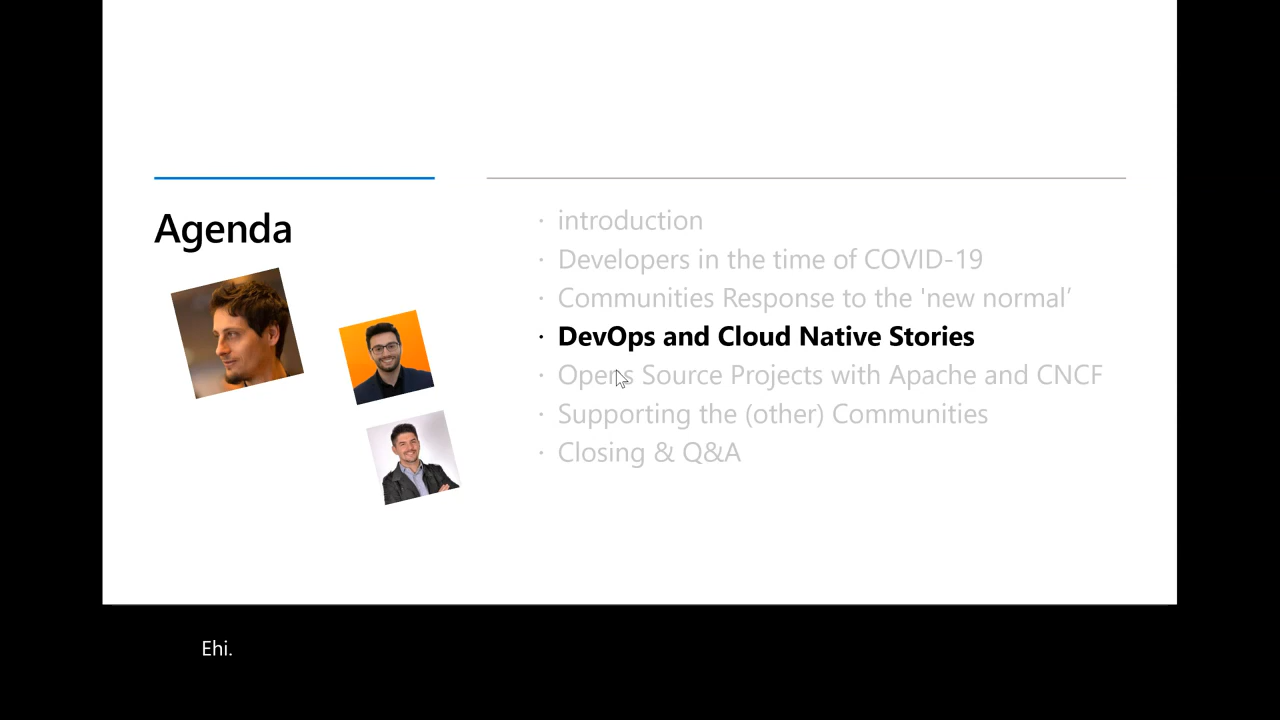 Agenda
· introduction
· Developers in the time of COVID-19
· Communities Response to the 'new normal’
· DevOps and Cloud Native Stories
· Opens Source Projects with Apache and CNCF
· Supporting the (other) Communities
· Closing & Q&A
Ehi.